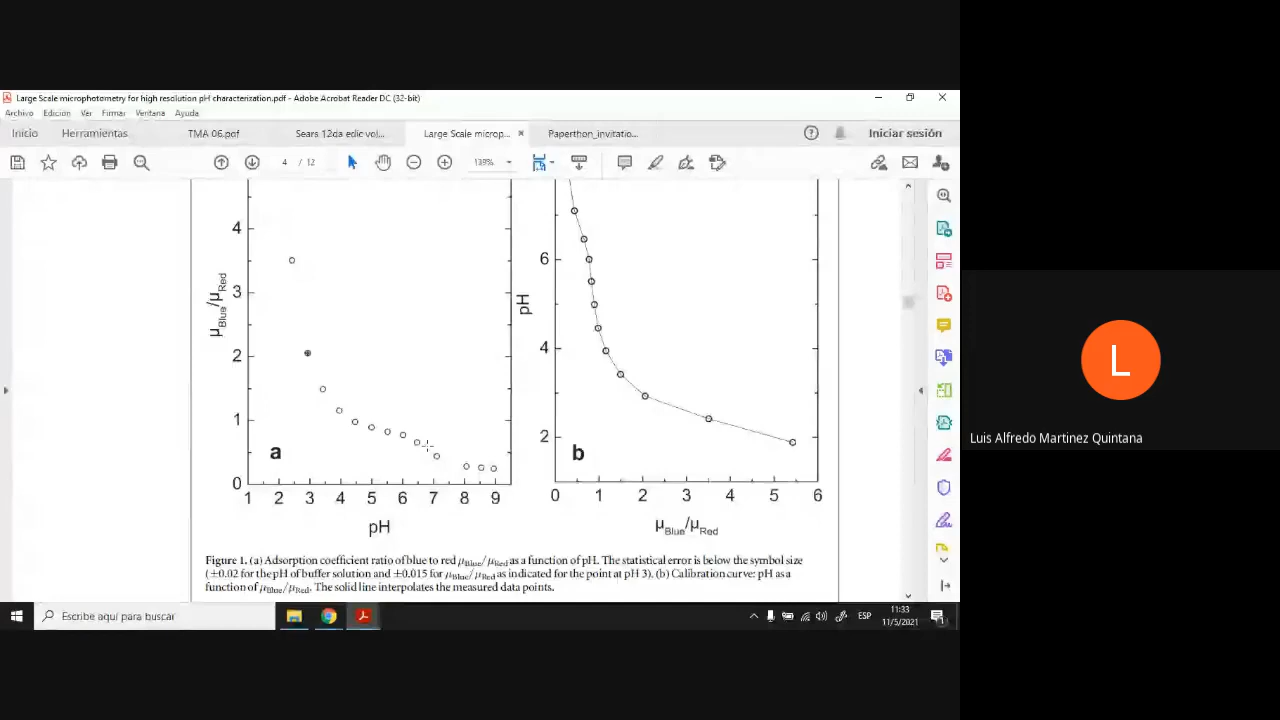 Large Scale microphotometry for high resolution pH characterization.pdf - Adobe Acrobat Reader DC (32-bit)
Archivo Edición Ver Firmar Ventana Ayuda
Inicio Herramientas TMA 06.pdf Sears 12da edic vol... Large Scale microp... × Paperthon_invitatio... Iniciar sesión
4 / 12 139%
4
3
2
1
0
μBlue/μRed
a
1 2 3 4 5 6 7 8 9
pH
6
4
2
pH
b
0 1 2 3 4 5 6
μBlue/μRed
Figure 1. (a) Adsorption coefficient ratio of blue to red μBlue/μRed as a function of pH. The statistical error is below the symbol size
(±0.02 for the pH of buffer solution and ±0.015 for μBlue/μRed as indicated for the point at pH 3). (b) Calibration curve: pH as a
function of μBlue/μRed. The solid line interpolates the measured data points.
L
Luis Alfredo Martinez Quintana
Escribe aquí para buscar
ESP
11:33
11/5/2021